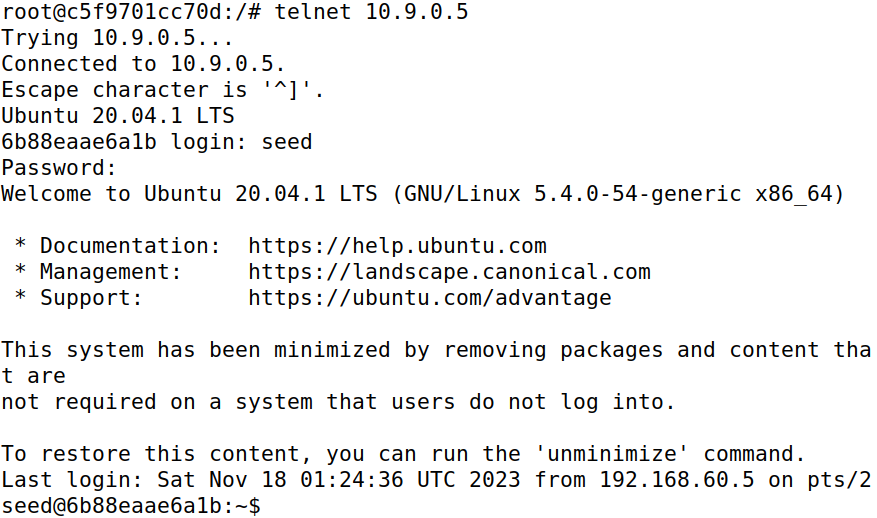 root@c5f9701cc70d:/# telnet 10.9.0.5
Trying 10.9.0.5...
Connected to 10.9.0.5.
Escape character is '^]'.
Ubuntu 20.04.1 LTS
6b88eaae6a1b login: seed
Password:
Welcome to Ubuntu 20.04.1 LTS (GNU/Linux 5.4.0-54-generic x86_64)

 * Documentation:  https://help.ubuntu.com
 * Management:     https://landscape.canonical.com
 * Support:        https://ubuntu.com/advantage

This system has been minimized by removing packages and content tha
t are
not required on a system that users do not log into.

To restore this content, you can run the 'unminimize' command.
Last login: Sat Nov 18 01:24:36 UTC 2023 from 192.168.60.5 on pts/2
seed@6b88eaae6a1b:~$